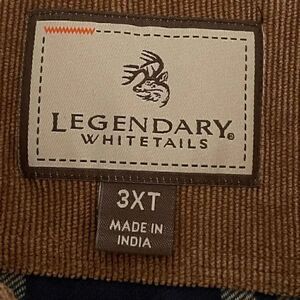 LEGENDARY®
WHITETAILS
3XT
MADE IN
INDIA